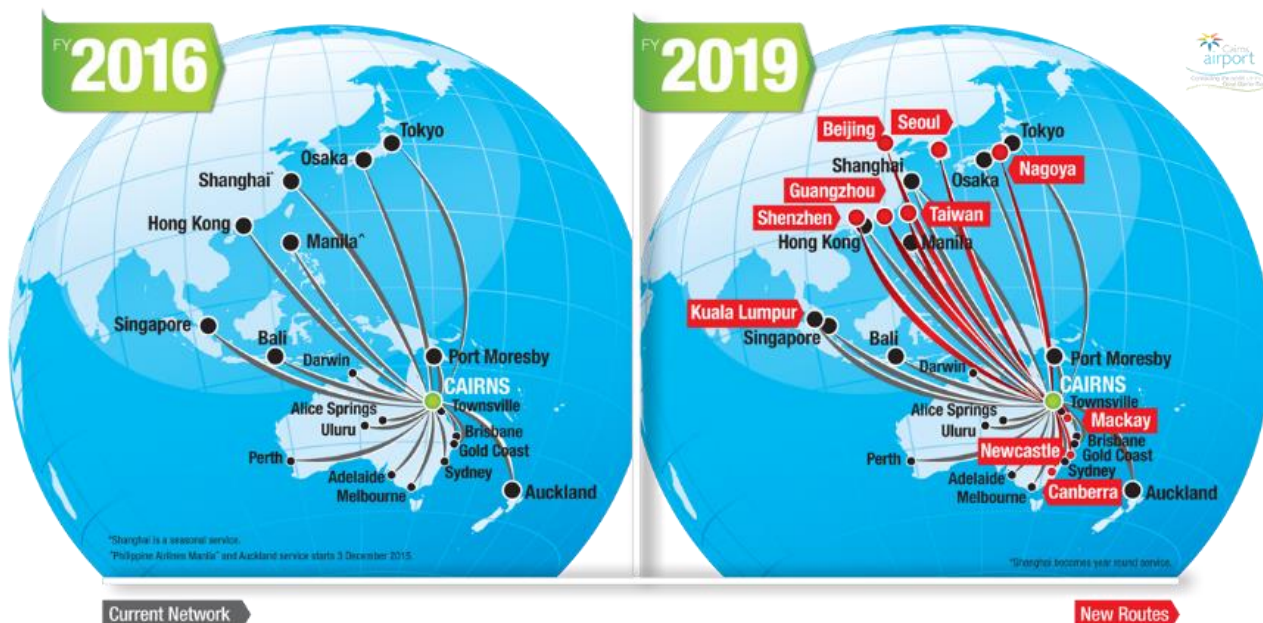 FY
2016
Tokyo
Osaka
Shanghai*
Hong Kong
Manila^
Singapore
Bali
Darwin
Port Moresby
CAIRNS
Townsville
Alice Springs
Uluru
Brisbane
Gold Coast
Perth
Sydney
Adelaide
Melbourne
Auckland
*Shanghai is a seasonal service.
^Philippine Airlines Manila^ and Auckland service starts 3 December 2015.
Current Network
FY
2019
Cairns
airport
Beijing
Seoul
Tokyo
Shanghai
Osaka
Nagoya
Guangzhou
Shenzhen
Taiwan
Hong Kong
Manila
Kuala Lumpur
Singapore
Bali
Darwin
Port Moresby
CAIRNS
Townsville
Alice Springs
Uluru
Mackay
Brisbane
Newcastle
Gold Coast
Perth
Sydney
Adelaide
Melbourne
Canberra
Auckland
*Shanghai becomes year round service.
New Routes